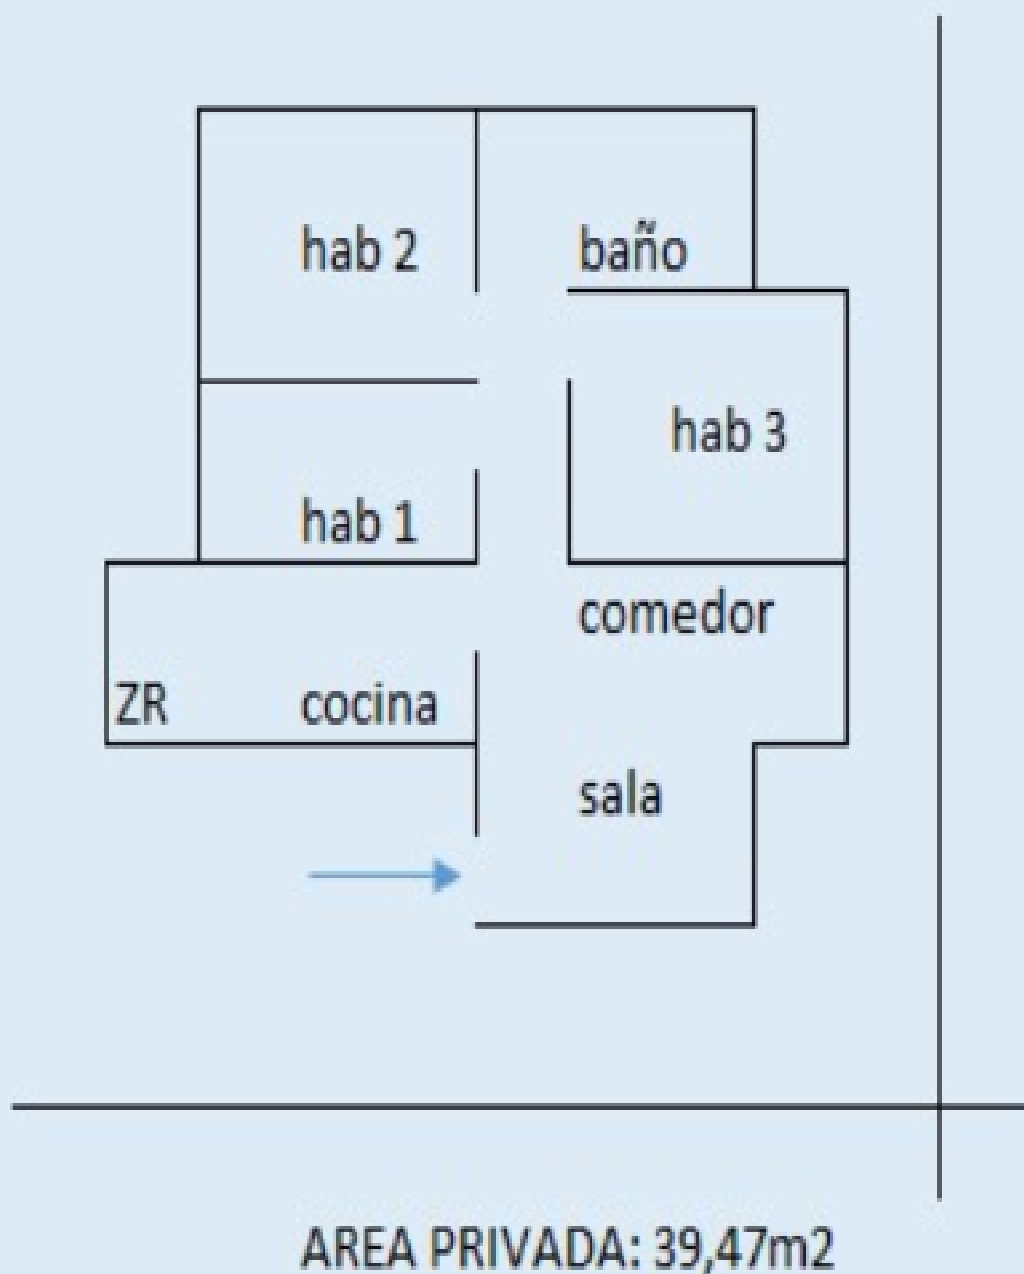 hab 2
baño
hab 3
hab 1
comedor
ZR
cocina
sala
AREA PRIVADA: 39,47m2